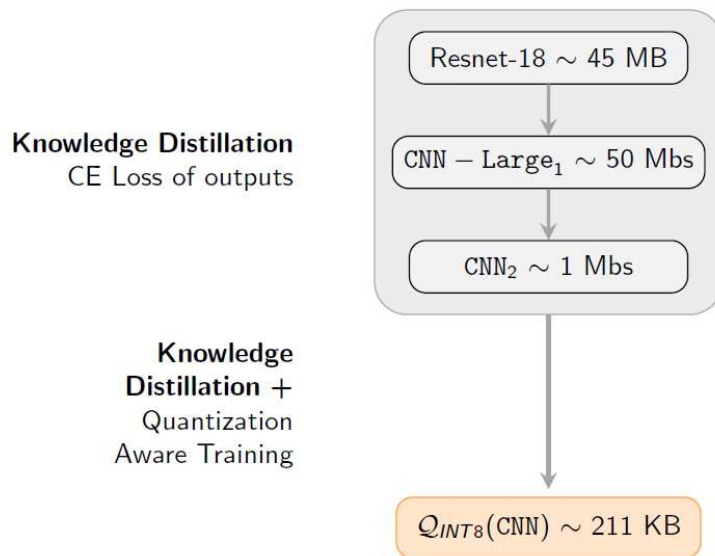 Resnet-18 ∼ 45 MB
Knowledge Distillation
CE Loss of outputs
CNN − Large₁ ∼ 50 Mbs
CNN₂ ∼ 1 Mbs
Knowledge
Distillation +
Quantization
Aware Training
𝒬INT8(CNN) ∼ 211 KB